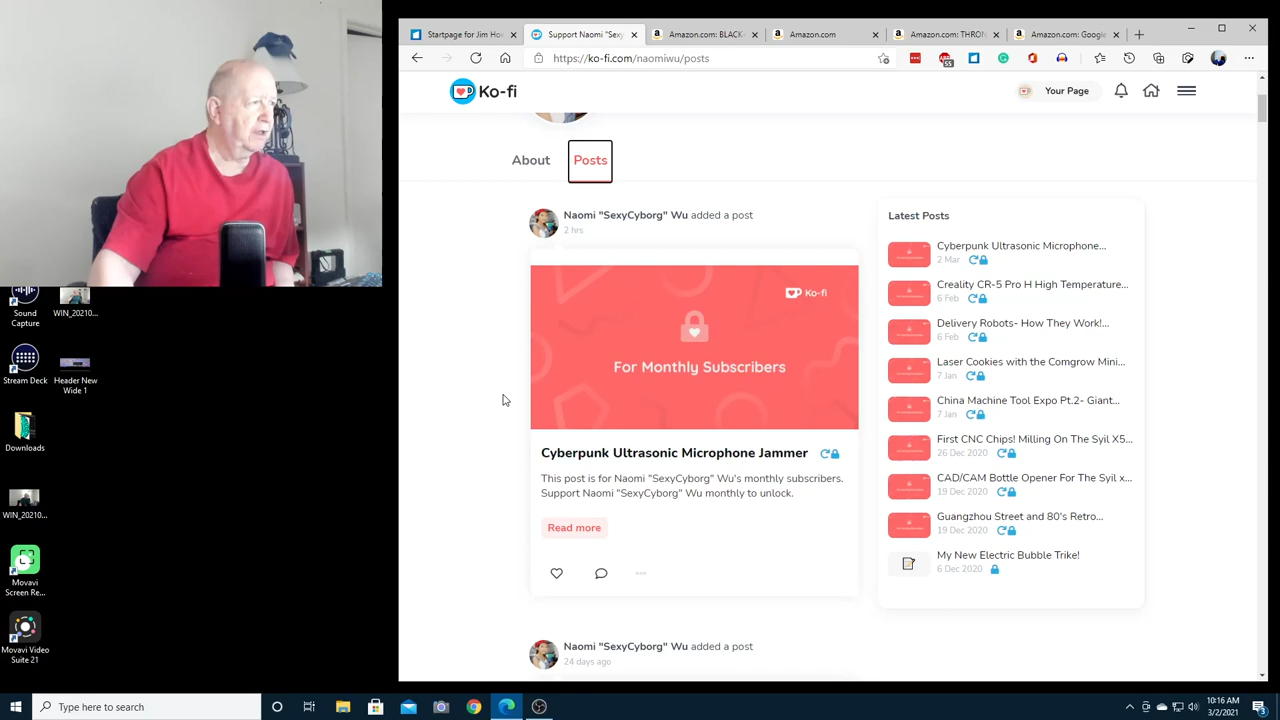 Startpage for Jim Ho
Support Naomi "Sexy
Amazon.com: BLACK
Amazon.com
Amazon.com: THRON
Amazon.com: Google
https://ko-fi.com/naomiwu/posts
55
Ko-fi
Your Page
About
Posts
Naomi "SexyCyborg" Wu added a post
2 hrs
Ko-fi
For Monthly Subscribers
Cyberpunk Ultrasonic Microphone Jammer
This post is for Naomi "SexyCyborg" Wu's monthly subscribers.
Support Naomi "SexyCyborg" Wu monthly to unlock.
Read more
Naomi "SexyCyborg" Wu added a post
24 days ago
Latest Posts
Cyberpunk Ultrasonic Microphone...
2 Mar
Creality CR-5 Pro H High Temperature...
6 Feb
Delivery Robots- How They Work!...
6 Feb
Laser Cookies with the Comgrow Mini...
7 Jan
China Machine Tool Expo Pt.2- Giant...
7 Jan
First CNC Chips! Milling On The Syil X5...
26 Dec 2020
CAD/CAM Bottle Opener For The Syil x...
19 Dec 2020
Guangzhou Street and 80's Retro...
19 Dec 2020
My New Electric Bubble Trike!
6 Dec 2020
Sound
Capture
WIN_20210...
Stream Deck
Header New
Wide 1
Downloads
WIN_20210...
Movavi
Screen Re...
Movavi Video
Suite 21
Type here to search
10:16 AM
3/2/2021
3